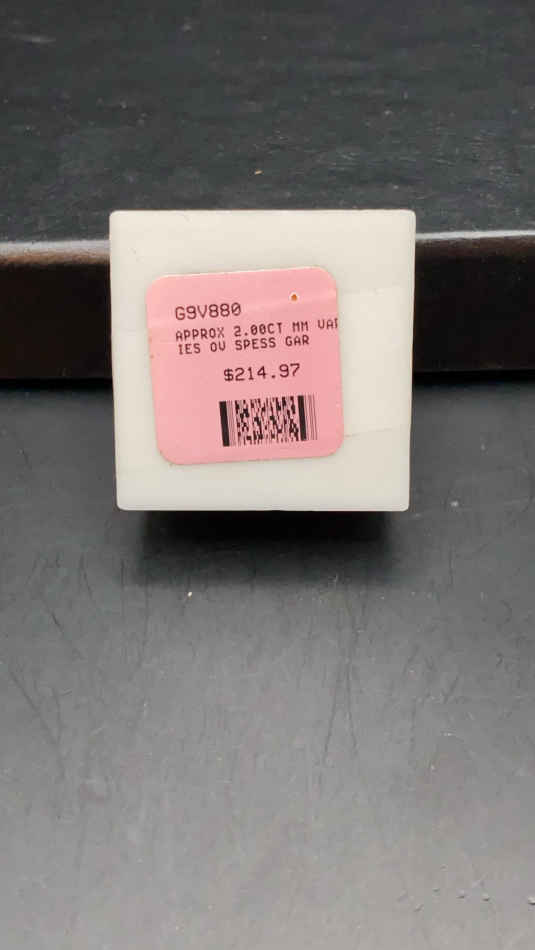 G9V880
APPROX 2.00CT MM VAR
IES OV SPESS GAR
$214.97